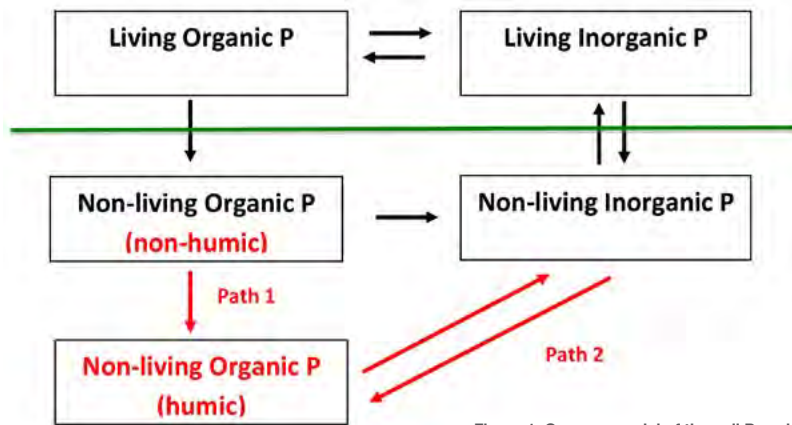 Living Organic P
Living Inorganic P
Non-living Organic P
(non-humic)
Non-living Inorganic P
Path 1
Non-living Organic P
(humic)
Path 2